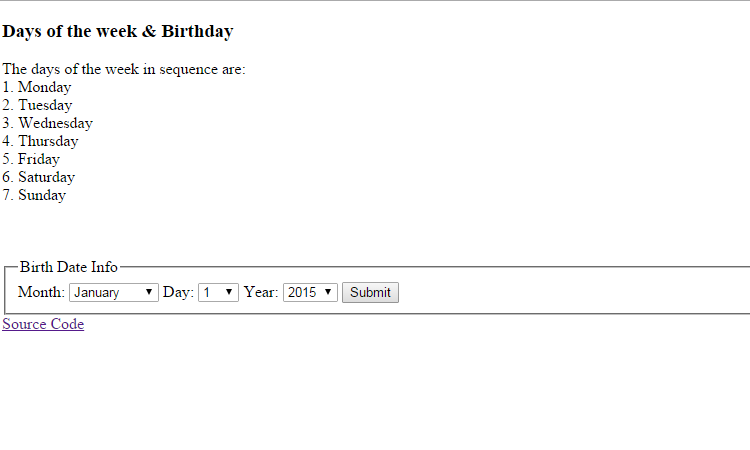 Days of the week & Birthday
The days of the week in sequence are:
1. Monday
2. Tuesday
3. Wednesday
4. Thursday
5. Friday
6. Saturday
7. Sunday
Birth Date Info
Month: January Day: 1 Year: 2015 Submit
Source Code